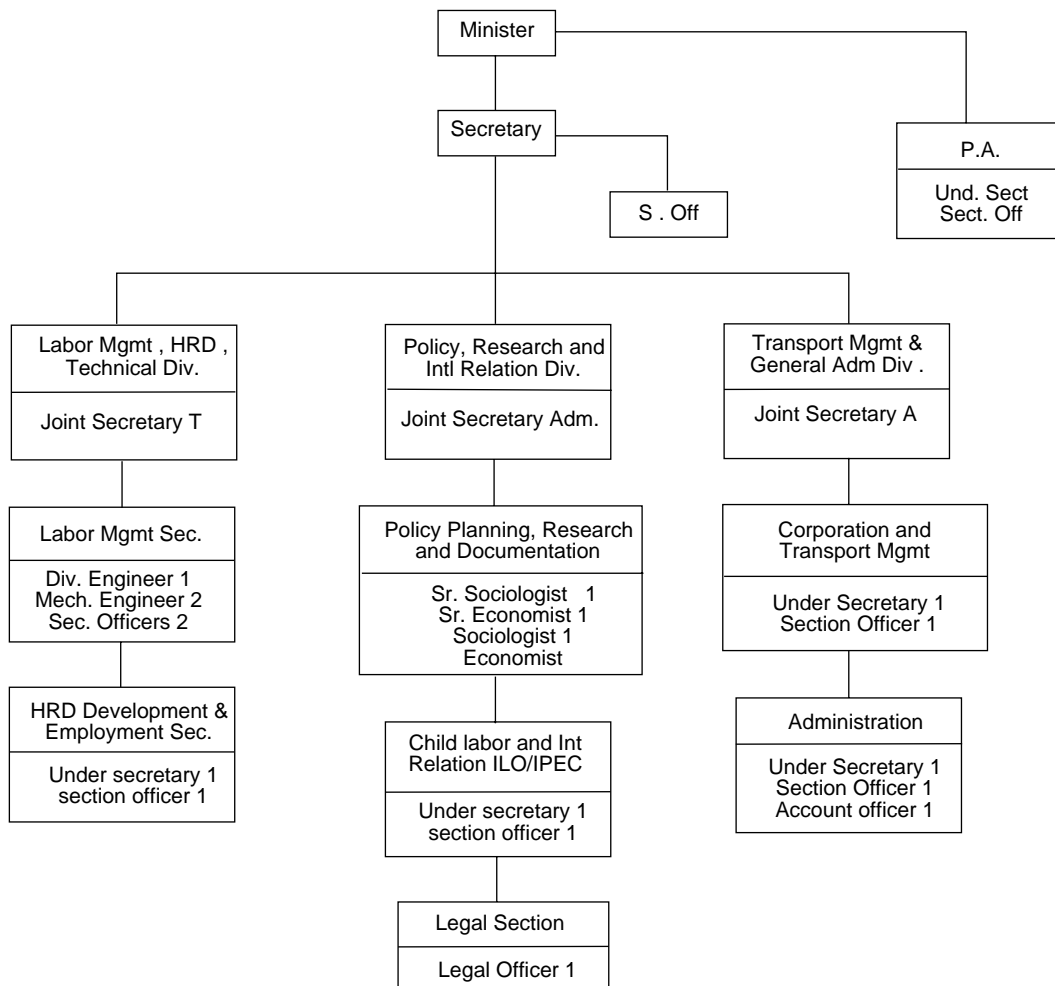 Minister
Secretary
P.A.
Und. Sect
Sect. Off
S . Off
Labor Mgmt , HRD ,
Technical Div.
Joint Secretary T
Policy, Research and
Intl Relation Div.
Joint Secretary Adm.
Transport Mgmt &
General Adm Div .
Joint Secretary A
Labor Mgmt Sec.
Div. Engineer 1
Mech. Engineer 2
Sec. Officers 2
Policy Planning, Research
and Documentation
Sr. Sociologist 1
Sr. Economist 1
Sociologist 1
Economist
Corporation and
Transport Mgmt
Under Secretary 1
Section Officer 1
HRD Development &
Employment Sec.
Under secretary 1
section officer 1
Child labor and Int
Relation ILO/IPEC
Under secretary 1
section officer 1
Administration
Under Secretary 1
Section Officer 1
Account officer 1
Legal Section
Legal Officer 1